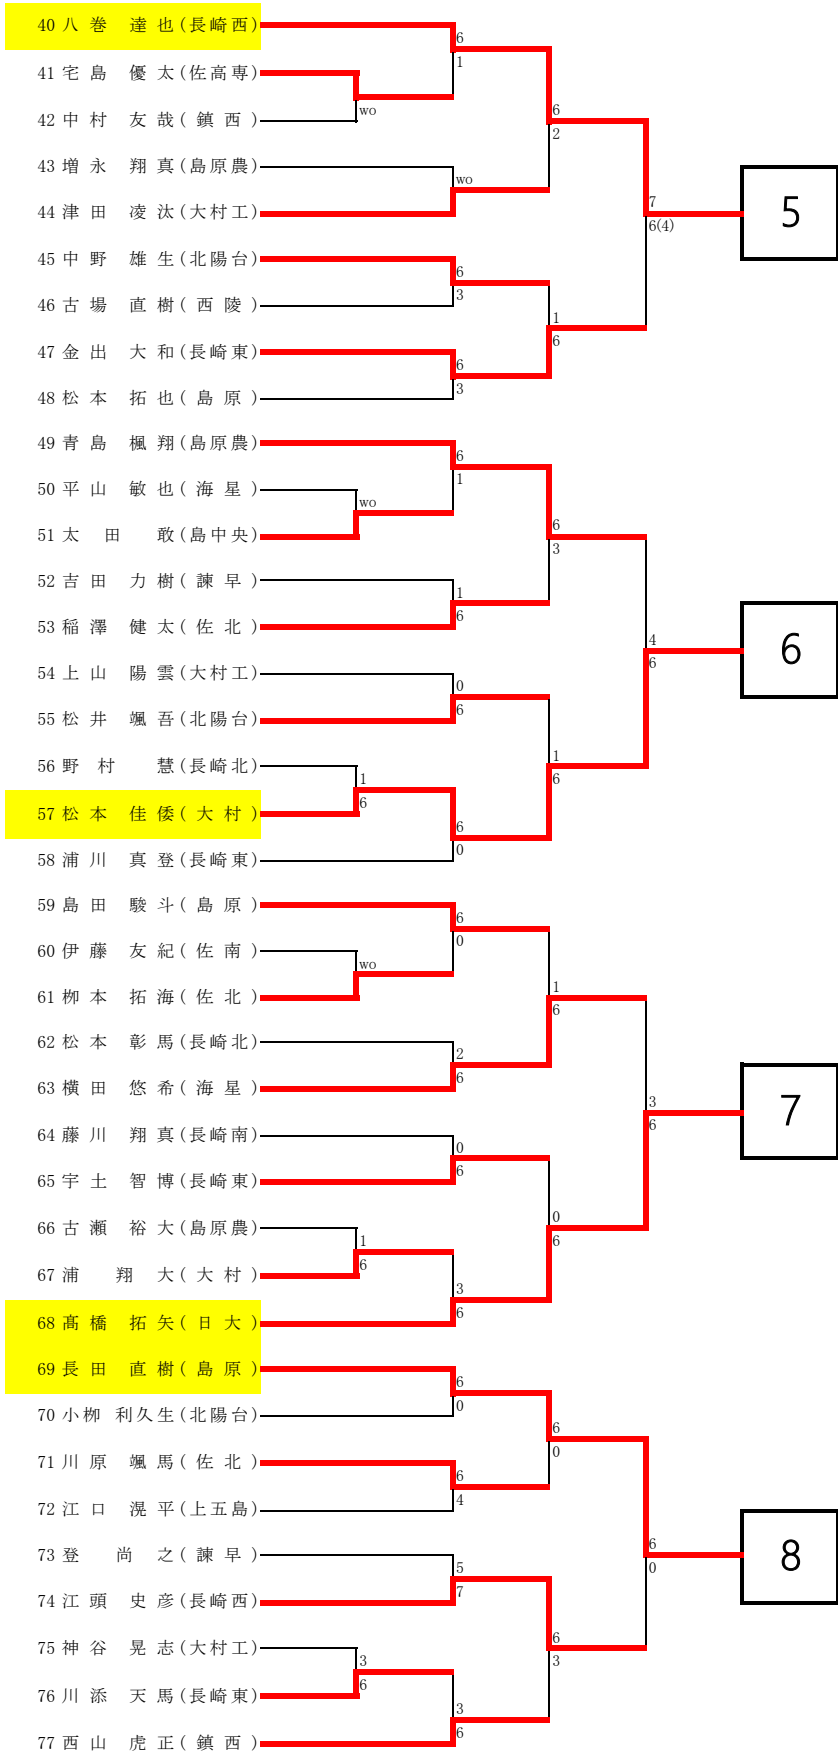 40 八巻 達也(長崎西)
6
1
41 宅島 優太(佐高専)
wo
6
2
42 中村 友哉(鎮西)
43 増永 翔真(島原農)
wo
44 津田 凌汰(大村工)
7
6(4)
5
45 中野 雄生(北陽台)
6
3
46 古場 直樹(西陵)
1
6
47 金出 大和(長崎東)
6
3
48 松本 拓也(島原)
49 青島 楓翔(島原農)
6
1
50 平山 敏也(海星)
wo
51 太田 敢(島中央)
6
3
52 吉田 力樹(諫早)
1
6
53 稲澤 健太(佐北)
4
6
6
54 上山 陽雲(大村工)
0
6
55 松井 颯吾(北陽台)
1
6
56 野村 慧(長崎北)
1
6
57 松本 佳倭(大村)
6
0
58 浦川 真登(長崎東)
59 島田 駿斗(島原)
6
0
60 伊藤 友紀(佐南)
wo
61 栁本 拓海(佐北)
1
6
62 松本 彰馬(長崎北)
2
6
63 横田 悠希(海星)
3
6
7
64 藤川 翔真(長崎南)
0
6
65 宇土 智博(長崎東)
0
6
66 古瀬 裕大(島原農)
1
6
67 浦 翔大(大村)
3
6
68 髙橋 拓矢(日大)
69 長田 直樹(島原)
6
0
70 小栁 利久生(北陽台)
6
0
71 川原 颯馬(佐北)
6
4
72 江口 滉平(上五島)
6
0
8
73 登 尚之(諫早)
5
7
74 江頭 史彦(長崎西)
6
3
75 神谷 晃志(大村工)
3
6
76 川添 天馬(長崎東)
3
6
77 西山 虎正(鎮西)